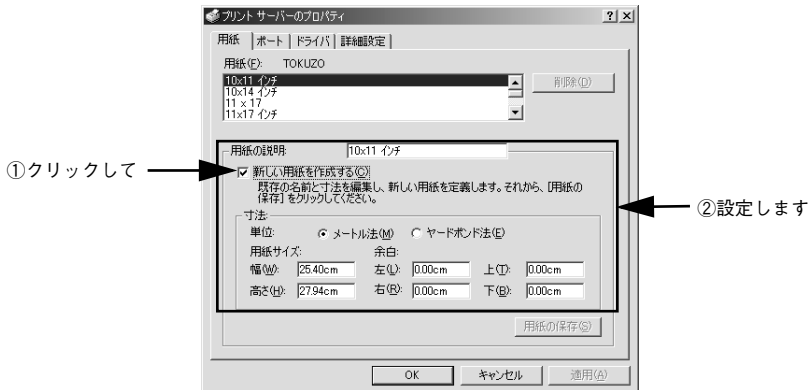 プリント サーバーのプロパティ
用紙 ポート ドライバ 詳細設定
用紙(F): TOKUZO
10x11 インチ
10x14 インチ
11 x 17
11x17 インチ
削除(D)
用紙の説明: 10x11 インチ
①クリックして
新しい用紙を作成する(C)
既存の名前と寸法を編集し、新しい用紙を定義します。それから、[用紙の
保存] をクリックしてください。
②設定します
寸法:
単位: メートル法(M) ヤードポンド法(E)
用紙サイズ: 余白:
幅(W): 25.40cm 左(L): 0.00cm 上(T): 0.00cm
高さ(H): 27.94cm 右(R): 0.00cm 下(B): 0.00cm
用紙の保存(S)
OK キャンセル 適用(A)